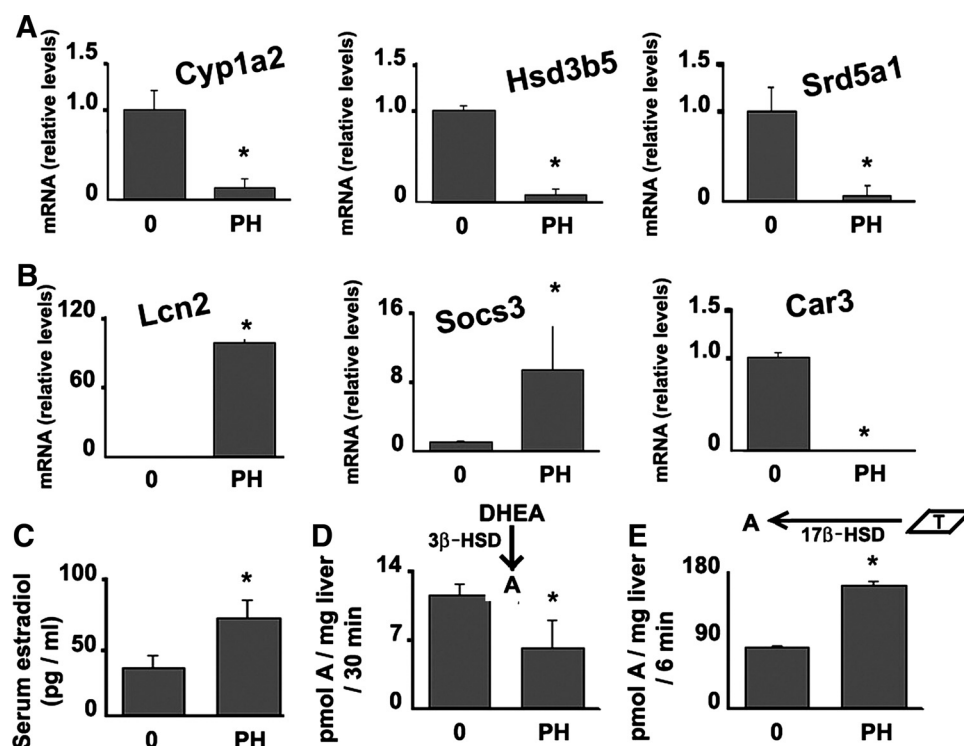 A
Cyp1a2
Hsd3b5
Srd5a1
mRNA (relative levels)
1.5
1.0
0
0
PH
*
mRNA (relative levels)
1.5
1.0
0
0
PH
*
mRNA (relative levels)
1.5
1.0
0
0
PH
*
B
Lcn2
Socs3
Car3
mRNA (relative levels)
120
60
0
0
PH
*
mRNA (relative levels)
16
8
0
0
PH
*
mRNA (relative levels)
1.5
1.0
0
0
PH
*
C
Serum estradiol
(pg / ml)
100
50
0
0
PH
*
D
DHEA
3β-HSD
A
pmol A / mg liver
/ 30 min
14
7
0
0
PH
*
E
A
T
17β-HSD
pmol A / mg liver
/ 6 min
180
90
0
0
PH
*